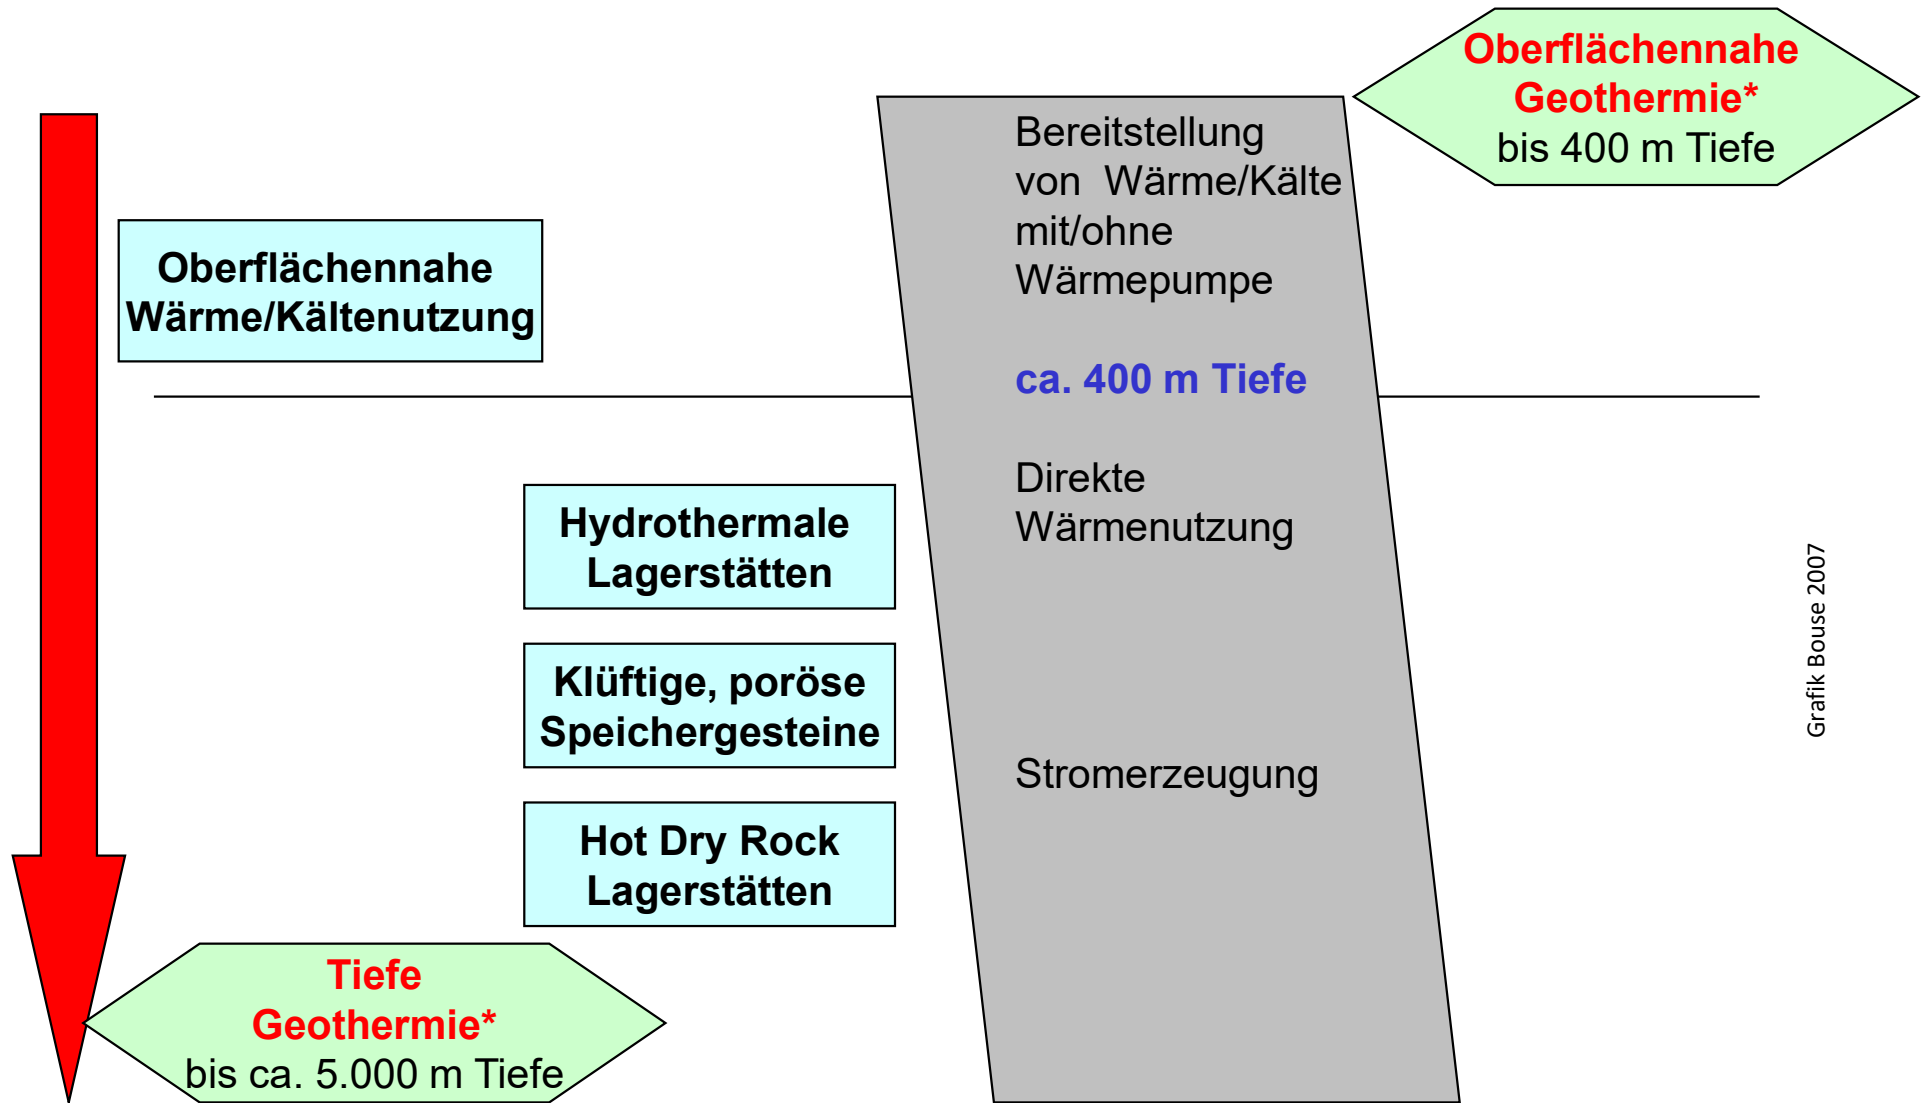 Oberflächennahe
Geothermie*
bis 400 m Tiefe
Bereitstellung
von Wärme/Kälte
mit/ohne
Wärmepumpe
Oberflächennahe
Wärme/Kältenutzung
ca. 400 m Tiefe
Direkte
Wärmenutzung
Hydrothermale
Lagerstätten
Klüftige, poröse
Speichergesteine
Stromerzeugung
Hot Dry Rock
Lagerstätten
Tiefe
Geothermie*
bis ca. 5.000 m Tiefe
Grafik Bouse 2007